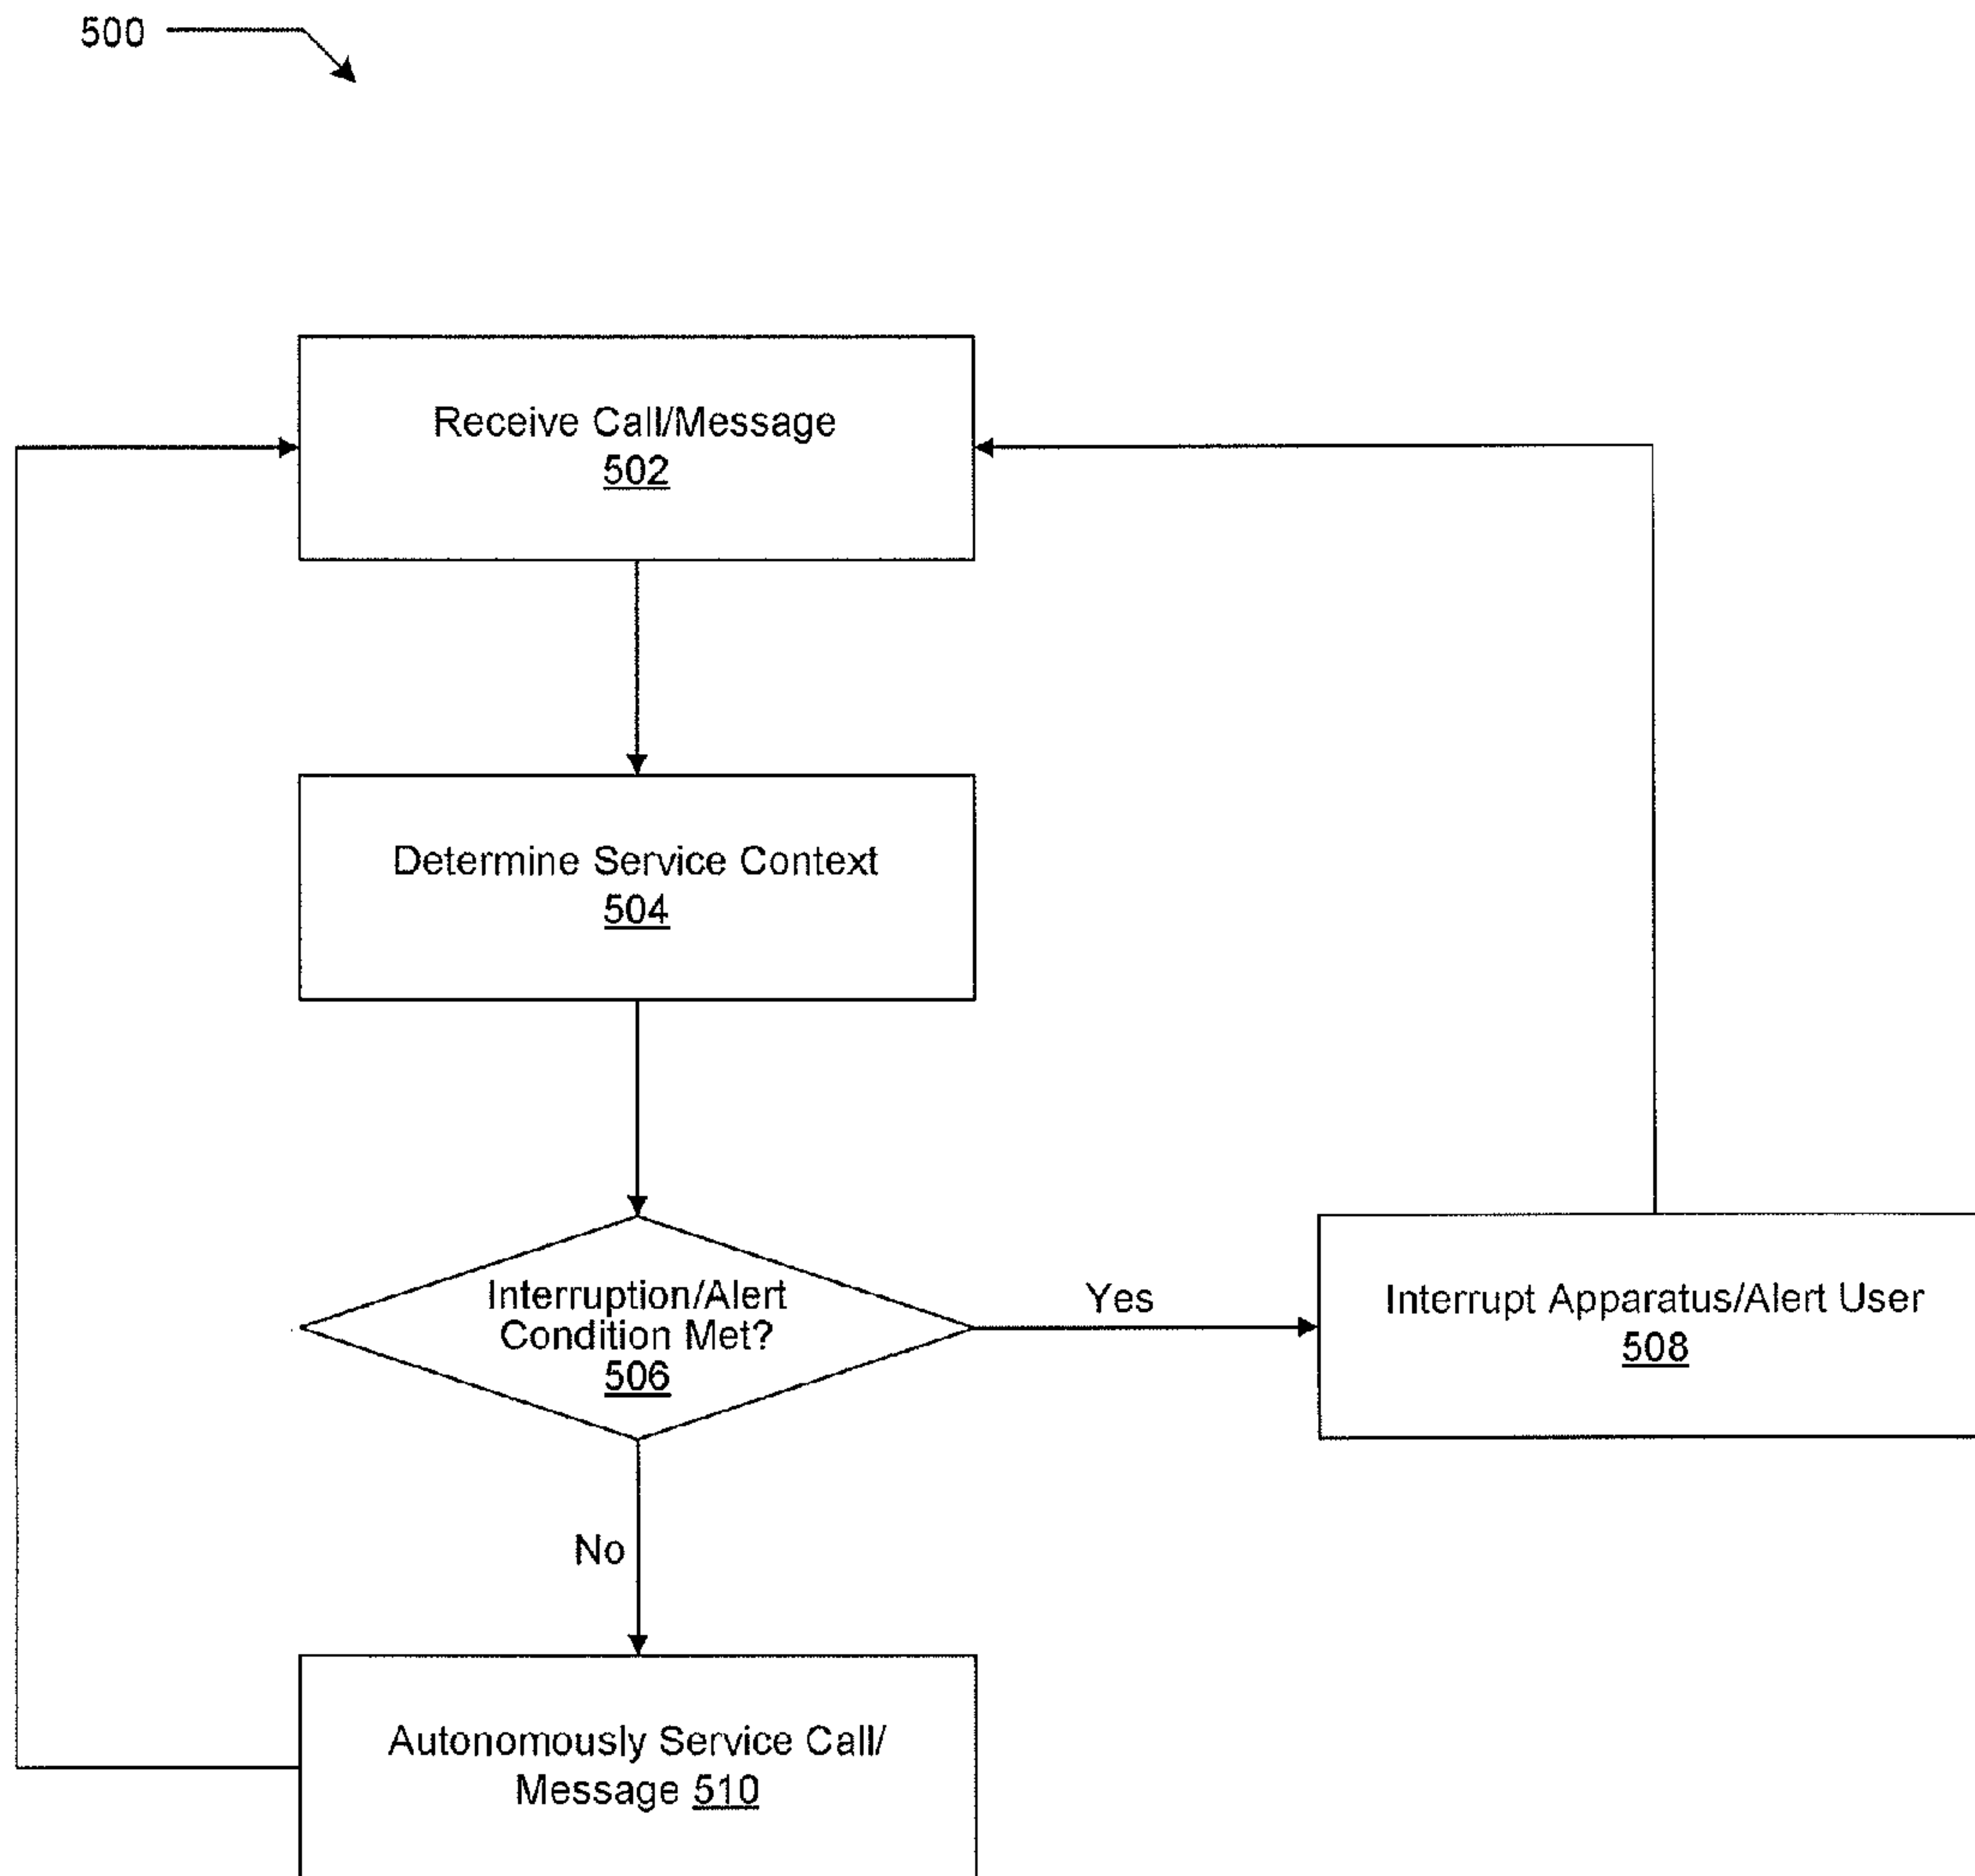 500
Receive Call/Message
502
Determine Service Context
504
Interruption/Alert
Condition Met?
506
Yes
Interrupt Apparatus/Alert User
508
No
Autonomously Service Call/
Message 510